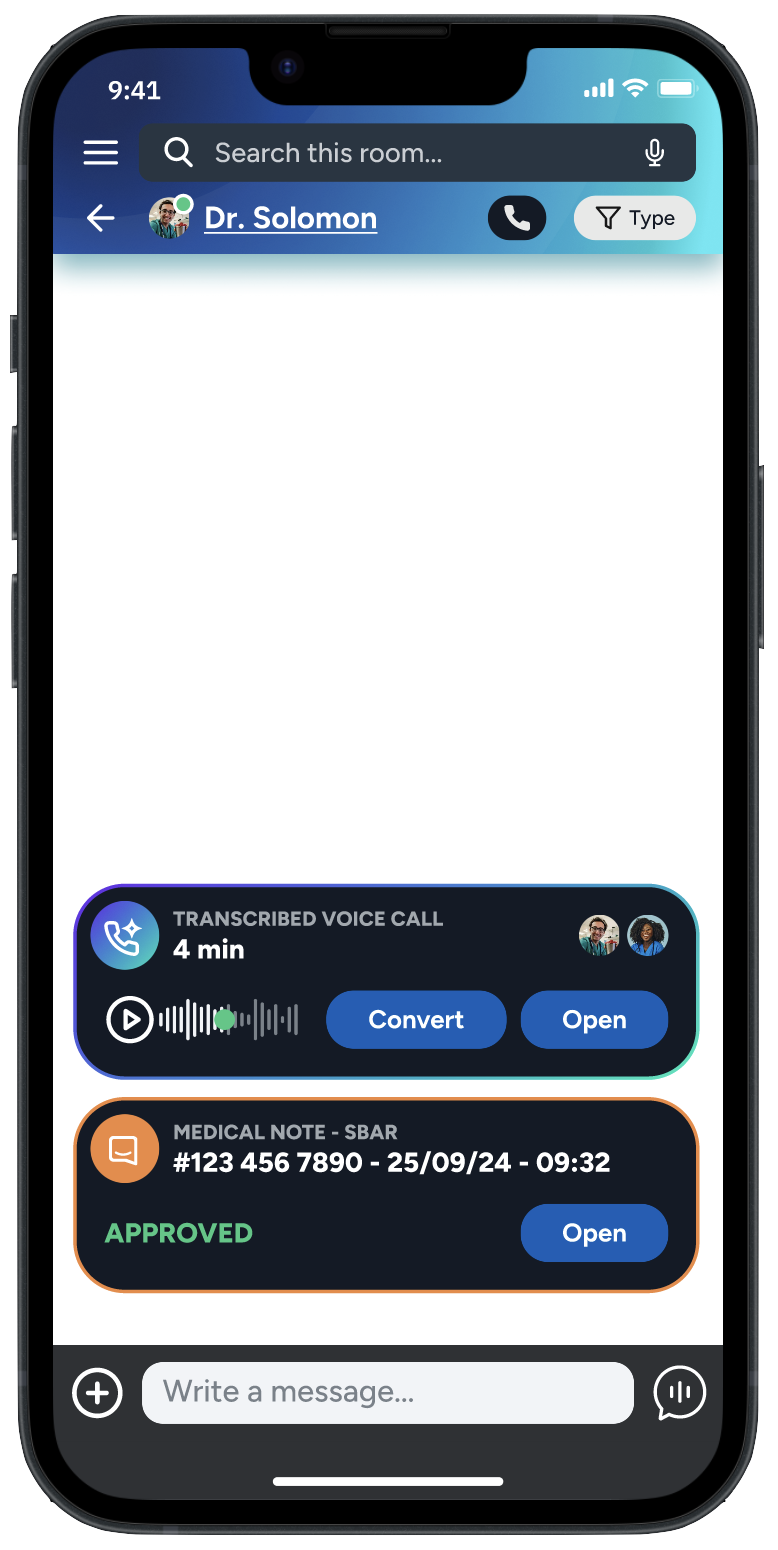 9:41
Search this room...
Dr. Solomon
Type
TRANSCRIBED VOICE CALL
4 min
Convert
Open
MEDICAL NOTE - SBAR
#123 456 7890 - 25/09/24 - 09:32
APPROVED
Open
Write a message...